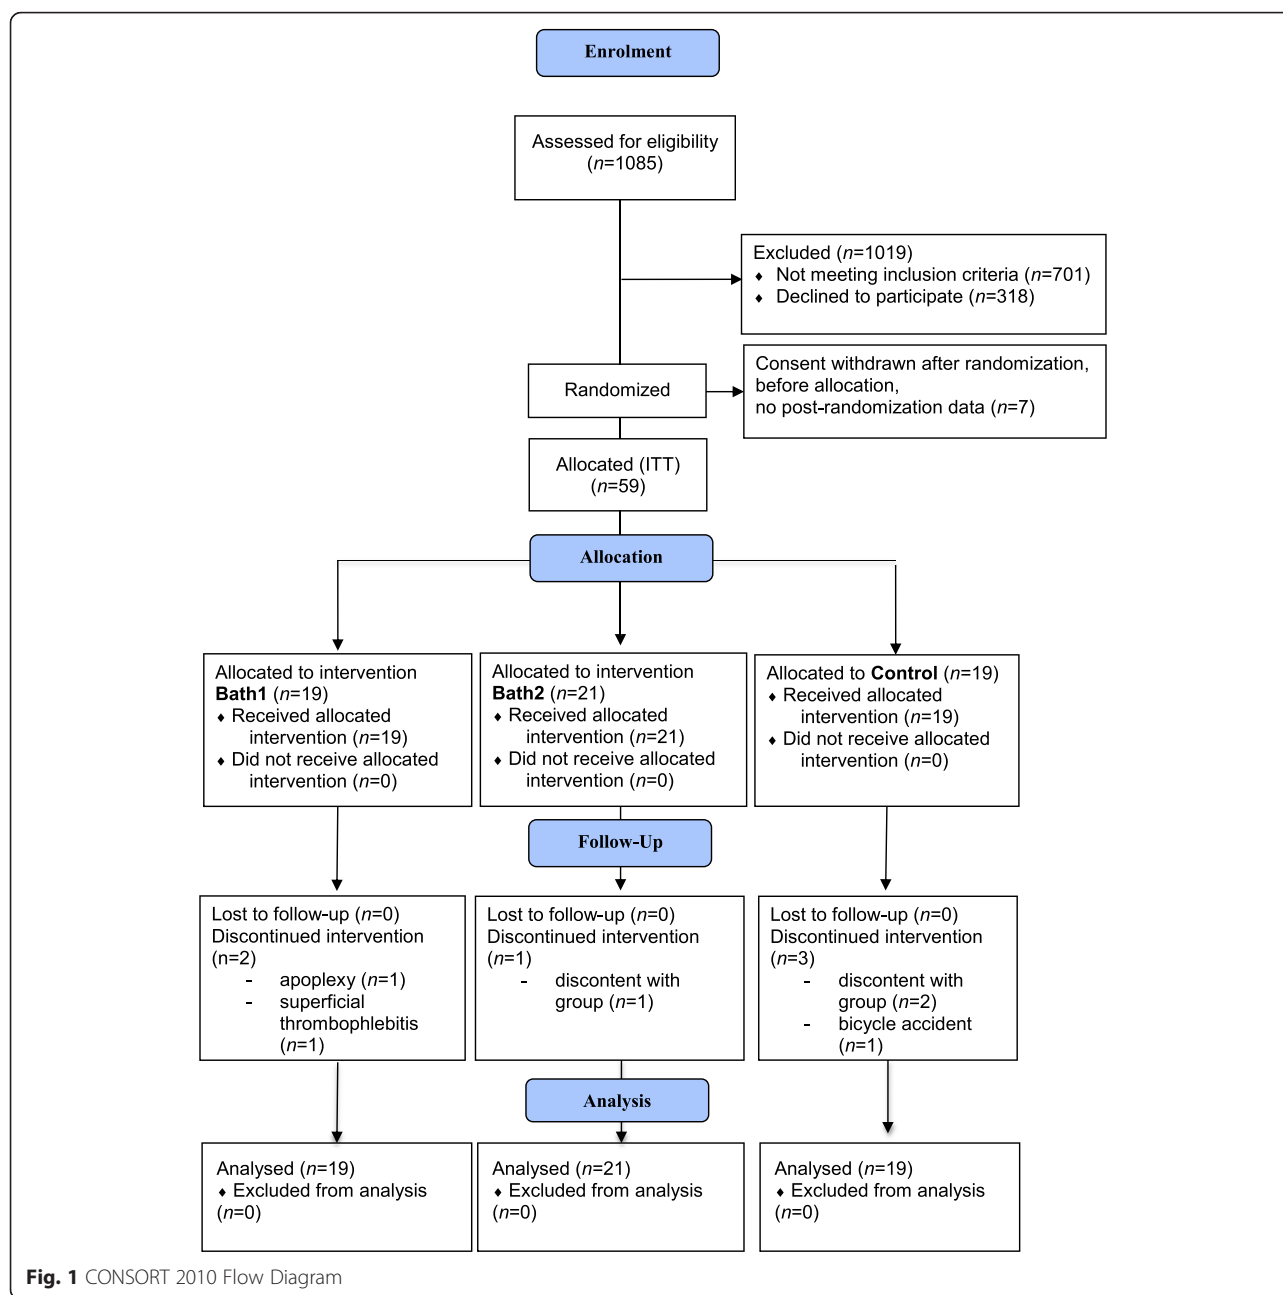 Enrolment
Assessed for eligibility
(n=1085)
Excluded (n=1019)
♦ Not meeting inclusion criteria (n=701)
♦ Declined to participate (n=318)
Randomized
Consent withdrawn after randomization,
before allocation,
no post-randomization data (n=7)
Allocated (ITT)
(n=59)
Allocation
Allocated to intervention
Bath1 (n=19)
♦ Received allocated
intervention (n=19)
♦ Did not receive allocated
intervention (n=0)
Allocated to intervention
Bath2 (n=21)
♦ Received allocated
intervention (n=21)
♦ Did not receive allocated
intervention (n=0)
Allocated to Control (n=19)
♦ Received allocated
intervention (n=19)
♦ Did not receive allocated
intervention (n=0)
Follow-Up
Lost to follow-up (n=0)
Discontinued intervention
(n=2)
- apoplexy (n=1)
- superficial
thrombophlebitis
(n=1)
Lost to follow-up (n=0)
Discontinued intervention
(n=1)
- discontent with
group (n=1)
Lost to follow-up (n=0)
Discontinued intervention
(n=3)
- discontent with
group (n=2)
- bicycle accident
(n=1)
Analysis
Analysed (n=19)
♦ Excluded from analysis
(n=0)
Analysed (n=21)
♦ Excluded from analysis
(n=0)
Analysed (n=19)
♦ Excluded from analysis
(n=0)
Fig. 1 CONSORT 2010 Flow Diagram